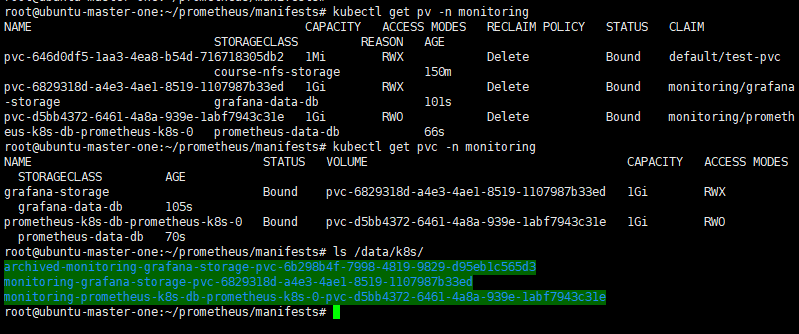 root@ubuntu-master-one:~/prometheus/manifests# kubectl get pv -n monitoring
NAME CAPACITY ACCESS MODES RECLAIM POLICY STATUS CLAIM
STORAGECLASS REASON AGE
pvc-646d0df5-1aa3-4ea8-b54d-716718305db2 1Mi RWX Delete Bound default/test-pvc
course-nfs-storage 150m
pvc-6829318d-a4e3-4ae1-8519-1107987b33ed 1Gi RWX Delete Bound monitoring/grafana
-storage grafana-data-db 101s
pvc-d5bb4372-6461-4a8a-939e-1abf7943c31e 1Gi RWO Delete Bound monitoring/prometh
eus-k8s-db-prometheus-k8s-0 prometheus-data-db 66s
root@ubuntu-master-one:~/prometheus/manifests# kubectl get pvc -n monitoring
NAME STATUS VOLUME CAPACITY ACCESS MODES
STORAGECLASS AGE
grafana-storage Bound pvc-6829318d-a4e3-4ae1-8519-1107987b33ed 1Gi RWX
grafana-data-db 105s
prometheus-k8s-db-prometheus-k8s-0 Bound pvc-d5bb4372-6461-4a8a-939e-1abf7943c31e 1Gi RWO
prometheus-data-db 70s
root@ubuntu-master-one:~/prometheus/manifests# ls /data/k8s/
archived-monitoring-grafana-storage-pvc-6b298b4f-7998-4819-9829-d95eb1c565d3
monitoring-grafana-storage-pvc-6829318d-a4e3-4ae1-8519-1107987b33ed
monitoring-prometheus-k8s-db-prometheus-k8s-0-pvc-d5bb4372-6461-4a8a-939e-1abf7943c31e
root@ubuntu-master-one:~/prometheus/manifests#